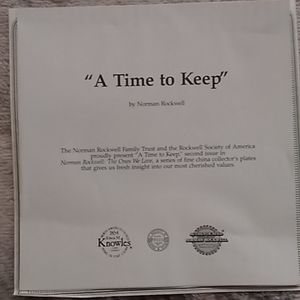 “A Time to Keep”
by Norman Rockwell
The Norman Rockwell Family Trust and the Rockwell Society of America
proudly present “A Time to Keep,” second issue in
Norman Rockwell: The Ones We Love, a series of fine china collector's plates
that gives us fresh insight into our most cherished values.
Edwin M.
Knowles